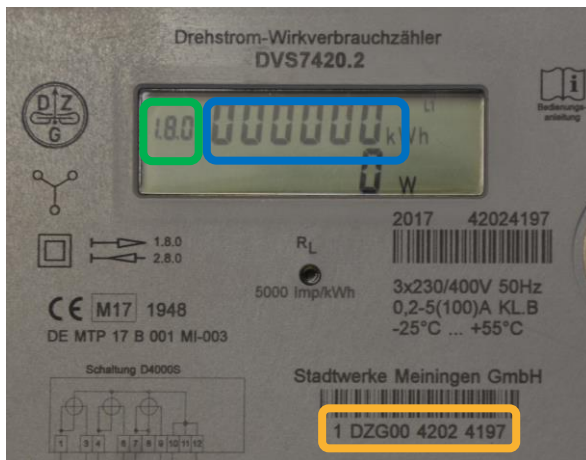 Drehstrom-Wirkverbrauchzähler
DVS7420.2
D Z
G
i
Bedienungs-
anleitung
L1
1.8.0 000000 kWh
0 W
2017 42024197
1.8.0
2.8.0
RL
5000 Imp/kWh
3x230/400V 50Hz
0,2-5(100)A KL.B
-25°C ... +55°C
CE M17 1948
DE MTP 17 B 001 MI-003
Schaltung D4000S
1 3 4 6 7 8 9 10 11 12
Stadtwerke Meiningen GmbH
1 DZG00 4202 4197